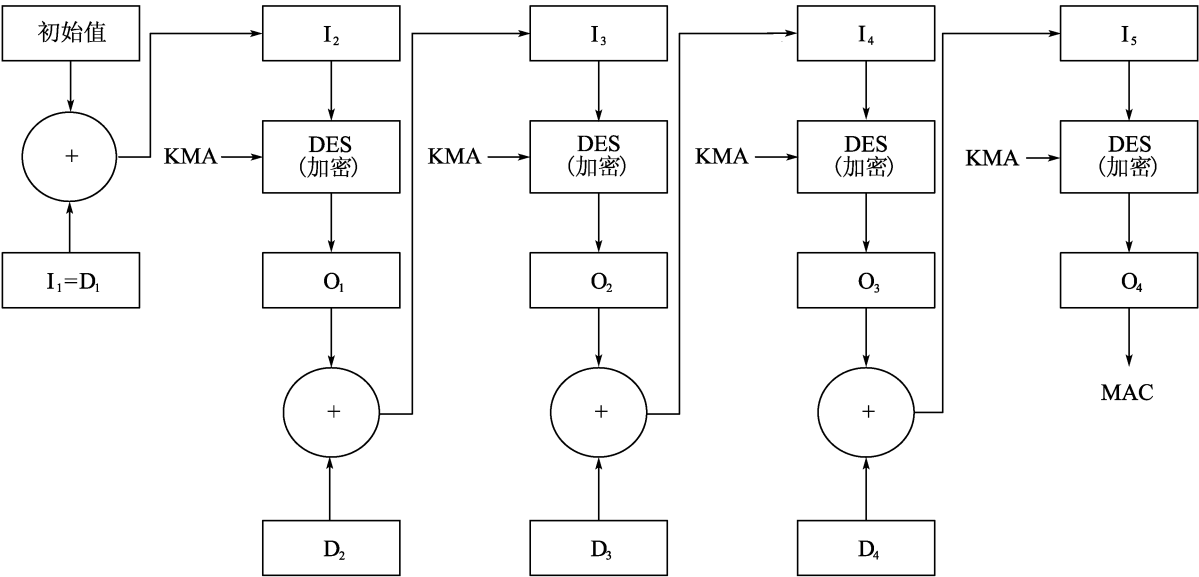 初始值
I₂
I₃
I₄
I₅
+
KMA
DES
(加密)
KMA
DES
(加密)
KMA
DES
(加密)
KMA
DES
(加密)
I₁=D₁
O₁
O₂
O₃
O₄
+
+
+
MAC
D₂
D₃
D₄